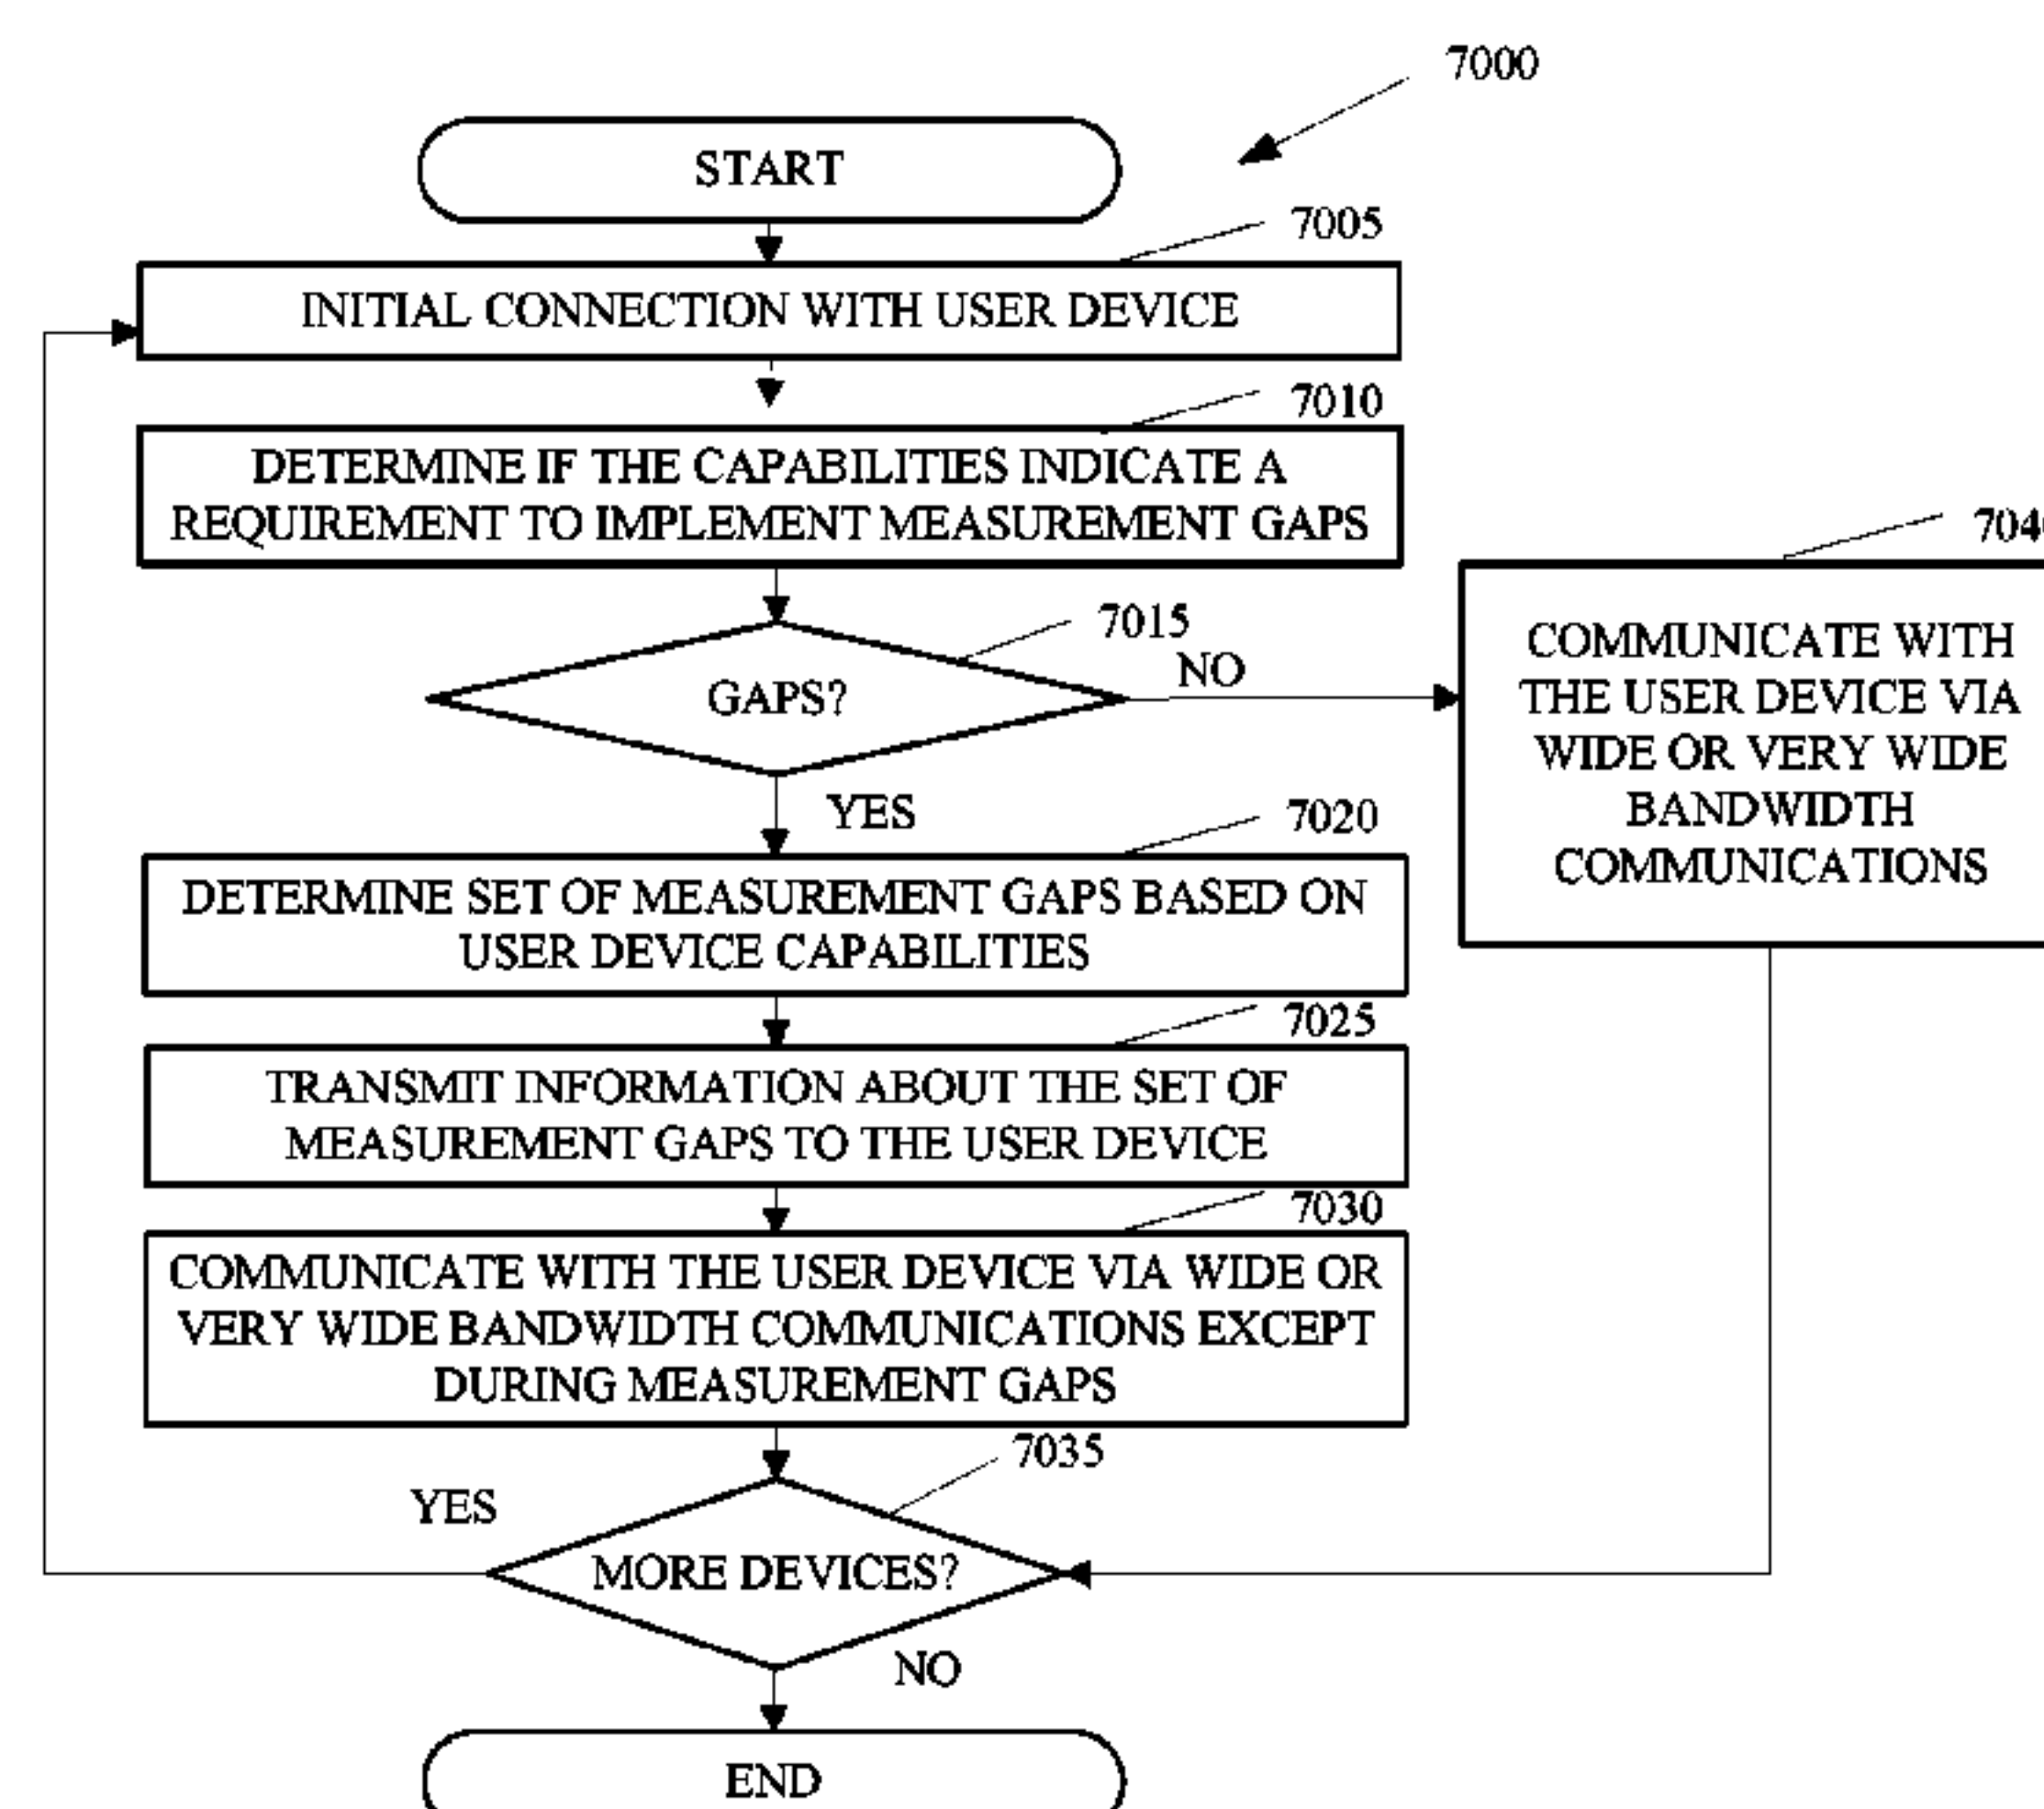 7000
START
7005
INITIAL CONNECTION WITH USER DEVICE
7010
DETERMINE IF THE CAPABILITIES INDICATE A
REQUIREMENT TO IMPLEMENT MEASUREMENT GAPS
7015
GAPS?
NO
YES
COMMUNICATE WITH
THE USER DEVICE VIA
WIDE OR VERY WIDE
BANDWIDTH
COMMUNICATIONS
7020
DETERMINE SET OF MEASUREMENT GAPS BASED ON
USER DEVICE CAPABILITIES
7025
TRANSMIT INFORMATION ABOUT THE SET OF
MEASUREMENT GAPS TO THE USER DEVICE
7030
COMMUNICATE WITH THE USER DEVICE VIA WIDE OR
VERY WIDE BANDWIDTH COMMUNICATIONS EXCEPT
DURING MEASUREMENT GAPS
7035
YES
MORE DEVICES?
NO
END